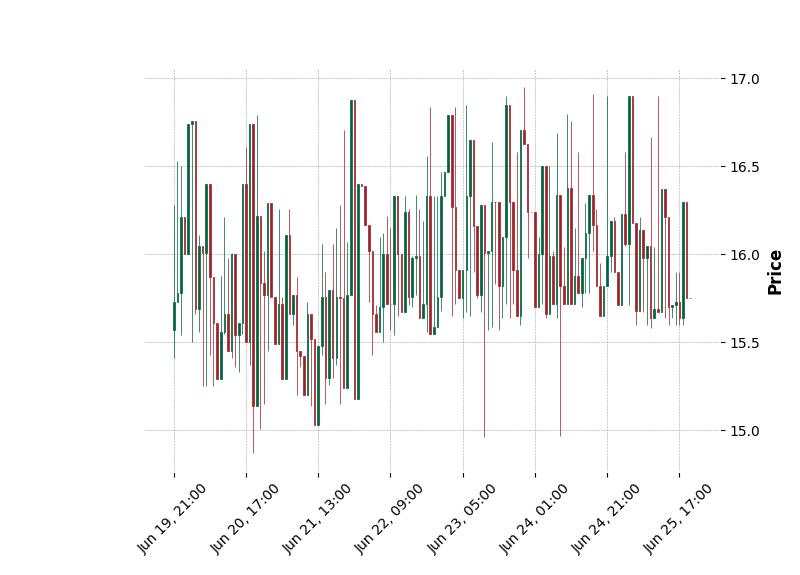 17.0
16.5
16.0
15.5
15.0
Price
Jun 19, 21:00
Jun 20, 17:00
Jun 21, 13:00
Jun 22, 09:00
Jun 23, 05:00
Jun 24, 01:00
Jun 24, 21:00
Jun 25, 17:00